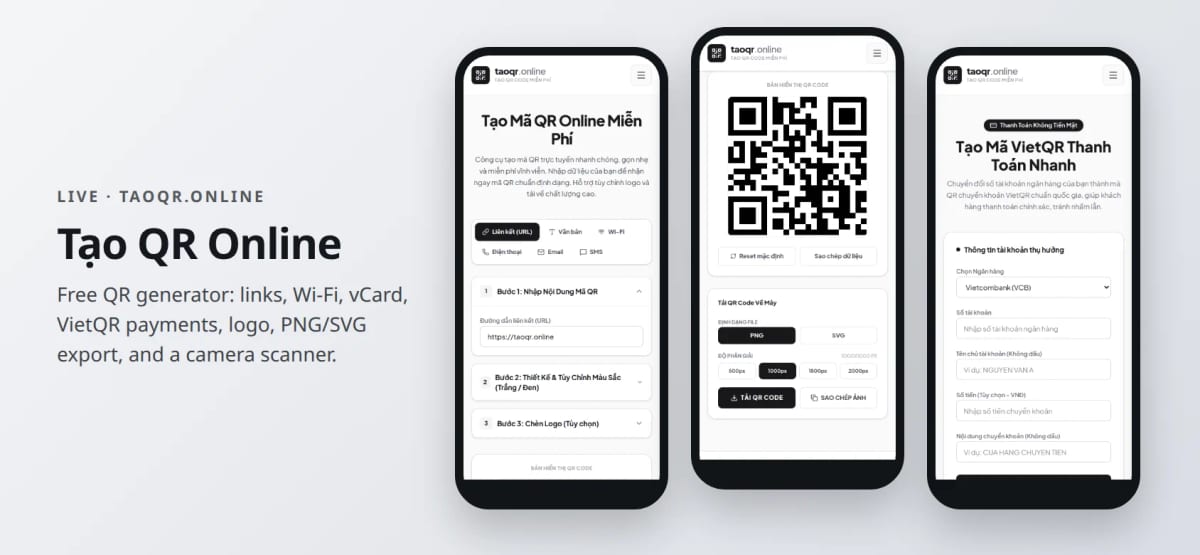 LIVE · TAOQR.ONLINE
Tạo QR Online
Free QR generator: links, Wi-Fi, vCard,
VietQR payments, logo, PNG/SVG
export, and a camera scanner.
taoqr.online
TẠO QR CODE MIỄN PHÍ
Tạo Mã QR Online Miễn
Phí
Công cụ tạo mã QR trực tuyến nhanh chóng, gọn nhẹ
và miễn phí vĩnh viễn. Nhập dữ liệu của bạn để nhận
ngay mã QR chuẩn định dạng. Hỗ trợ tùy chỉnh logo và
tải về chất lượng cao.
Liên kết (URL)
Văn bản
Wi-Fi
Điện thoại
Email
SMS
1 Bước 1: Nhập Nội Dung Mã QR
Đường dẫn liên kết (URL)
https://taoqr.online
2 Bước 2: Thiết Kế & Tùy Chỉnh Màu Sắc
(Trắng / Đen)
3 Bước 3: Chèn Logo (Tùy chọn)
BẢN HIỂN THỊ QR CODE
taoqr.online
TẠO QR CODE MIỄN PHÍ
BẢN HIỂN THỊ QR CODE
Reset mặc định
Sao chép dữ liệu
Tải QR Code Về Máy
ĐỊNH DẠNG FILE
PNG
SVG
ĐỘ PHÂN GIẢI
500px
1000px
1500px
2000px
TẢI QR CODE
SAO CHÉP ẢNH
taoqr.online
TẠO QR CODE MIỄN PHÍ
Thanh Toán Không Tiền Mặt
Tạo Mã VietQR Thanh
Toán Nhanh
Chuyển đổi số tài khoản ngân hàng của bạn thành mã
QR chuyển khoản VietQR chuẩn quốc gia, giúp khách
hàng thanh toán chính xác, tránh nhầm lẫn.
Thông tin tài khoản thụ hưởng
Chọn Ngân hàng
Vietcombank (VCB)
Số tài khoản
Nhập số tài khoản ngân hàng
Tên chủ tài khoản (Không dấu)
Ví dụ: NGUYEN VAN A
Số tiền (Tùy chọn - VNĐ)
Nhập số tiền chuyển khoản
Nội dung chuyển khoản (Không dấu)
Ví dụ: CUA HANG CHUYEN TIEN